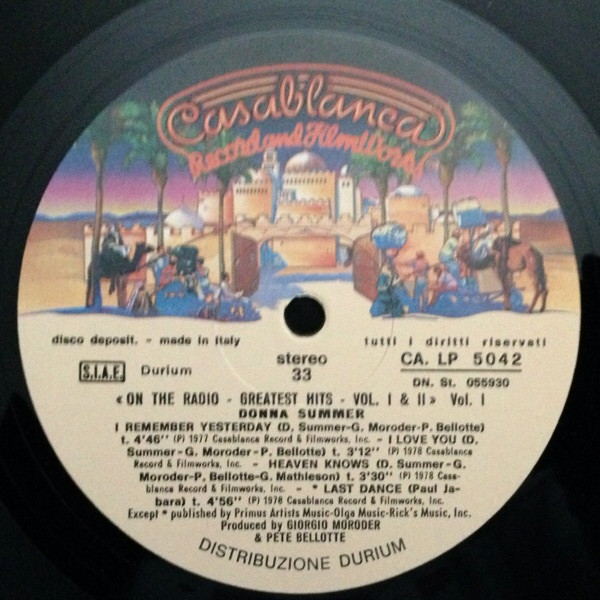 Casablanca
Record and FilmWorks
disco deposit. - made in Italy
tutti i diritti riservati
S.I.A.E. Durium
stereo
33
CA. LP 5042
DN. St. 055930
« ON THE RADIO - GREATEST HITS - VOL. I & II » Vol. I
DONNA SUMMER
I REMEMBER YESTERDAY (D. Summer-G. Moroder-P. Bellotte)
t. 4'46'' (P) 1977 Casablanca Record & Filmworks, Inc. - I LOVE YOU (D.
Summer-G. Moroder-P. Bellotte) t. 3'12'' (P) 1978 Casablanca
Record & Filmworks, Inc. - HEAVEN KNOWS (D. Summer-G.
Moroder-P. Bellotte-G. Mathieson) t. 3'30'' (P) 1978 Casa-
blanca Record & Filmworks, Inc. - * LAST DANCE (Paul Ja-
bara) t. 4'56'' (P) 1978 Casablanca Record & Filmworks, Inc.
Except * published by Primus Artists Music-Olga Music-Rick's Music, Inc.
Produced by GIORGIO MORODER
& PETE BELLOTTE
DISTRIBUZIONE DURIUM